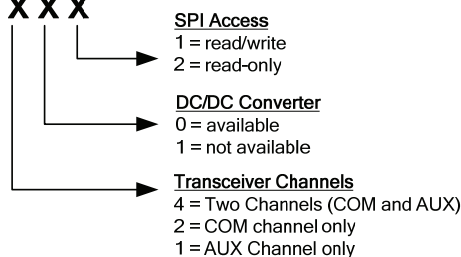 X X X
SPI Access
1 = read/write
2 = read-only
DC/DC Converter
0 = available
1 = not available
Transceiver Channels
4 = Two Channels (COM and AUX)
2 = COM channel only
1 = AUX Channel only